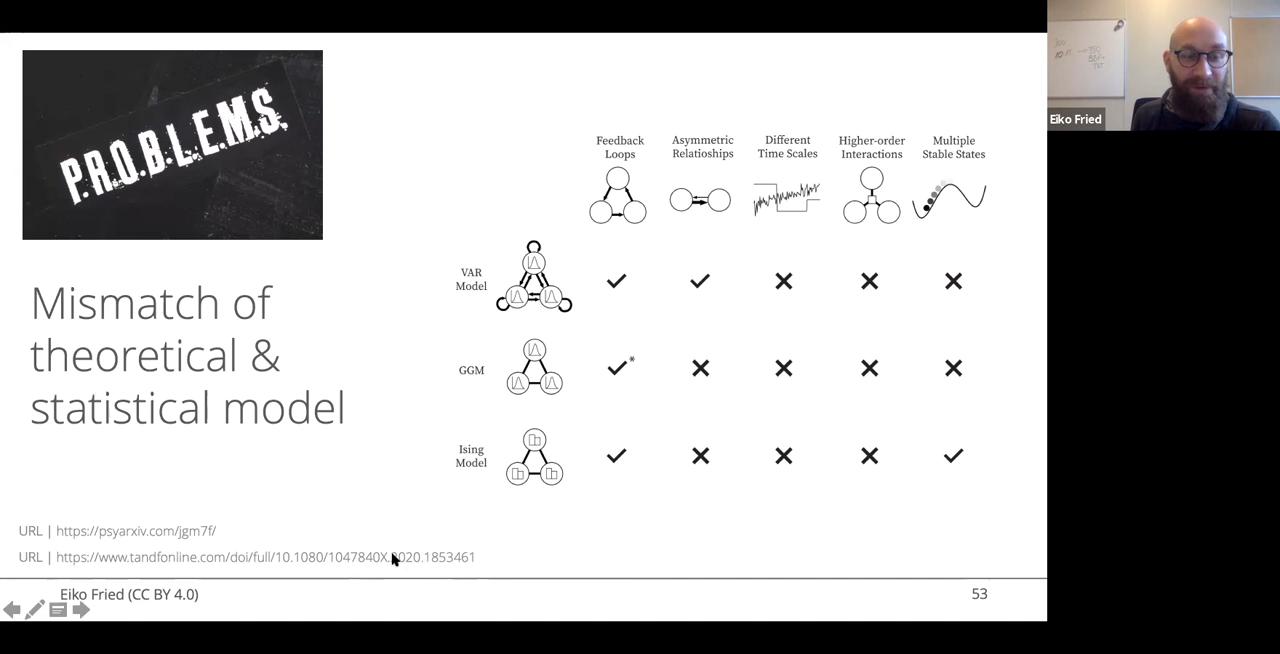 P.R.O.B.L.E.M.S.
Mismatch of
theoretical &
statistical model
Feedback
Loops
Asymmetric
Relatioships
Different
Time Scales
Higher-order
Interactions
Multiple
Stable States
VAR
Model
GGM
*
Ising
Model
URL | https://psyarxiv.com/jgm7f/
URL | https://www.tandfonline.com/doi/full/10.1080/1047840X.2020.1853461
Eiko Fried (CC BY 4.0)
53
Eiko Fried